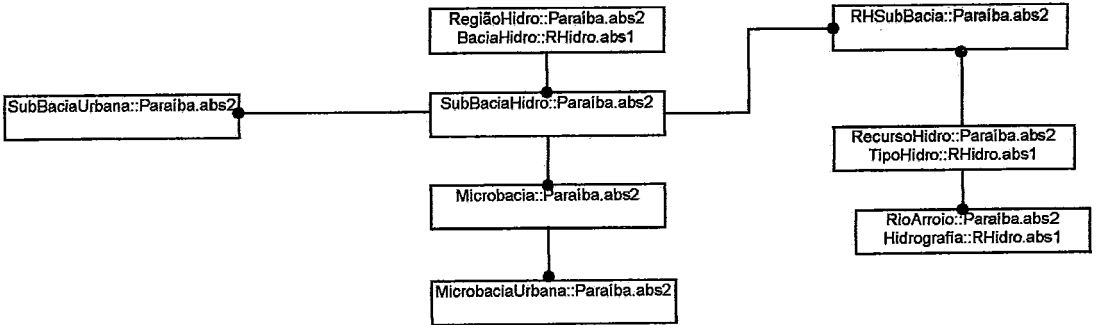 RegiãoHidro::Paraíba.abs2
BaciaHidro::RHidro.abs1
RHSubBacia::Paraíba.abs2
SubBaciaUrbana::Paraíba.abs2
SubBaciaHidro::Paraíba.abs2
RecursoHidro::Paraíba.abs2
TipoHidro::RHidro.abs1
Microbacia::Paraíba.abs2
RioArroio::Paraíba.abs2
Hidrografia::RHidro.abs1
MicrobaciaUrbana::Paraíba.abs2